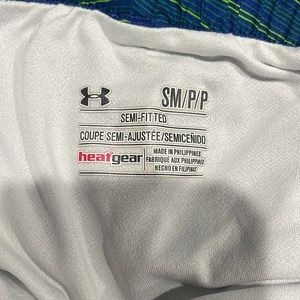 SM/P/P
SEMI-FITTED
COUPE SEMI-AJUSTÉE/SEMICEÑIDO
heatgear
MADE IN PHILIPPINES
FABRIQUÉ AUX PHILIPPINES
HECHO EN FILIPINAS